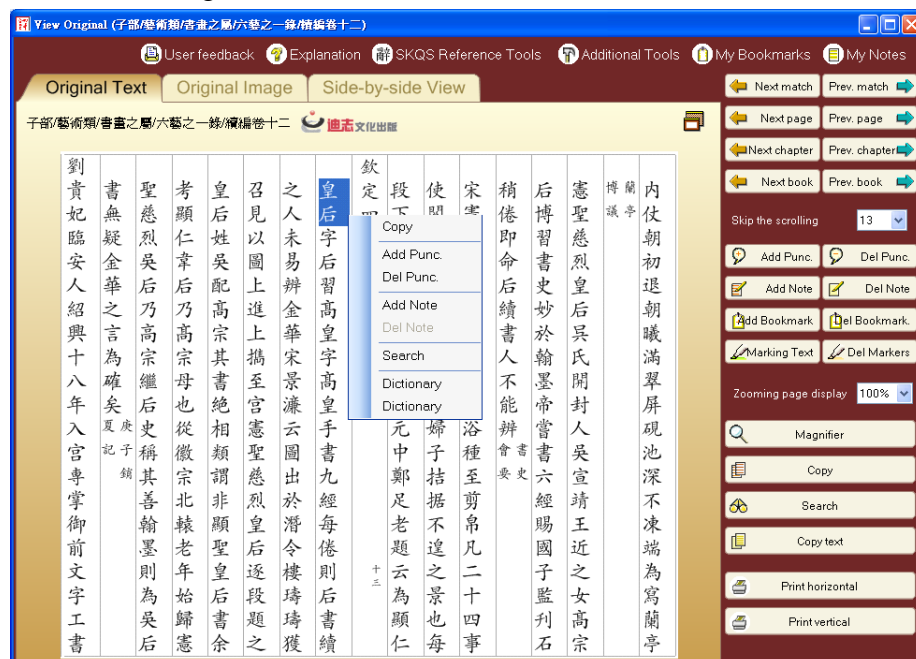 View Original (子部/藝術類/書畫之屬/六藝之一錄/續編卷十二)
User feedback Explanation SKQS Reference Tools Additional Tools My Bookmarks My Notes
Original Text Original Image Side-by-side View
子部/藝術類/書畫之屬/六藝之一錄/續編卷十二 迪志文化出版
内仗朝初退朝曦滿翠屏硯池深不凍端為寫蘭亭
蘭亭
博議
憲聖慈烈皇后吳氏開封人吳宣靖王近之女髙宗
后博習書史妙於翰墨帝嘗書六經賜國子監刋石
稍倦即命后續書人不能辨書史會要
宋 浴種至剪帛凡二十四事
使 婦子拮据不遑之景也每
段 元中鄭足老題云為顯仁
欽定 十三
皇后字后習髙皇字髙皇手書九經每倦則后書續
之人未易辨金華宋景濓云圖出於潛令樓璹璹獲
召見以圖上進上撝至宫憲聖慈烈皇后逐段題之
皇后姓吳配髙宗其書絶相類謂非顯聖皇后書余
考顯仁韋后乃髙宗母也從徽宗北轅老年始歸憲
聖慈烈吳后乃髙宗繼后史稱其善翰墨則為吳后
書無疑金華之言為確矣庚子銷夏記
劉貴妃臨安人紹興十八年入宫専掌御前文字工書
Copy
Add Punc.
Del Punc.
Add Note
Del Note
Search
Dictionary
Dictionary
Next match Prev. match
Next page Prev. page
Next chapter Prev. chapter
Next book Prev. book
Skip the scrolling 13
Add Punc. Del Punc.
Add Note Del Note
Add Bookmark Del Bookmark.
Marking Text Del Markers
Zooming page display 100%
Magnifier
Copy
Search
Copy text
Print horizontal
Print vertical